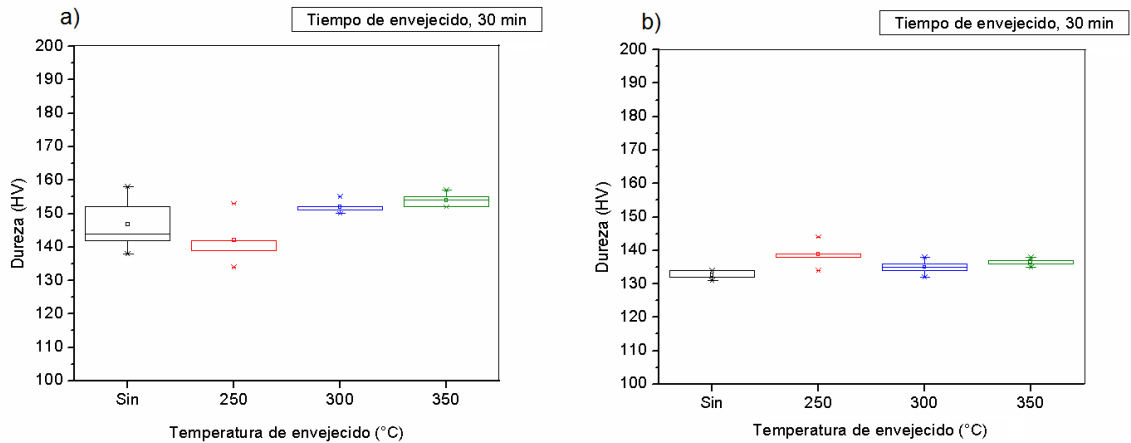 a)
Tiempo de envejecido, 30 min
200
190
180
170
160
150
140
130
120
110
100
Dureza (HV)
Sin 250 300 350
Temperatura de envejecido (°C)
b)
Tiempo de envejecido, 30 min
200
190
180
170
160
150
140
130
120
110
100
Dureza (HV)
Sin 250 300 350
Temperatura de envejecido (°C)